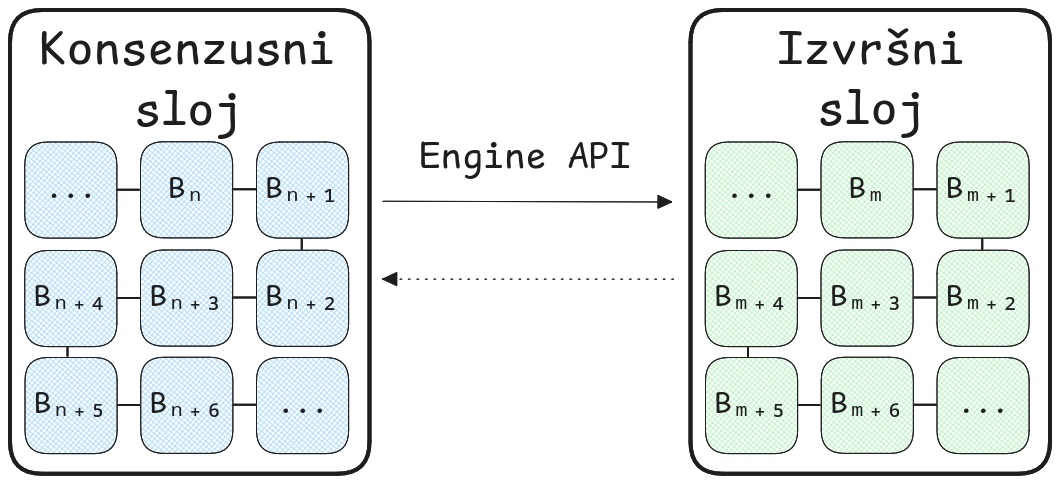 Konsenzusni
sloj
... Bn Bn + 1
Bn + 4 Bn + 3 Bn + 2
Bn + 5 Bn + 6 ...
Engine API
Izvršni
sloj
... Bm Bm + 1
Bm + 4 Bm + 3 Bm + 2
Bm + 5 Bm + 6 ...